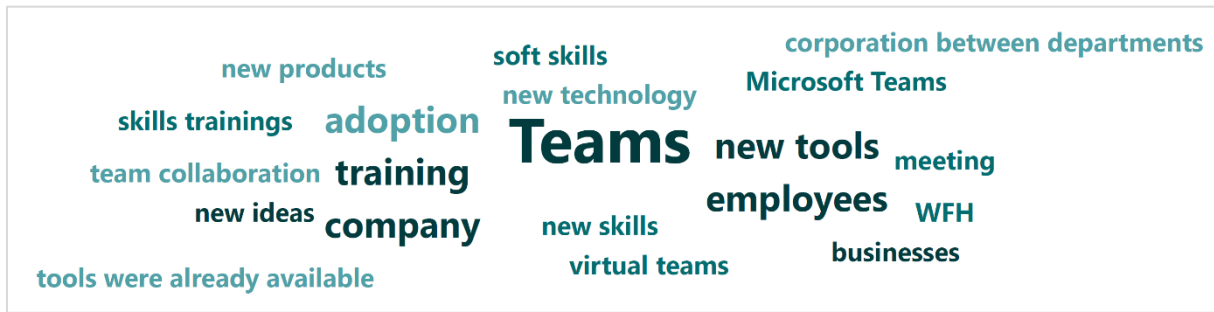 corporation between departments
soft skills
new products
Microsoft Teams
new technology
skills trainings
adoption
Teams
new tools
meeting
team collaboration
training
employees
new ideas
WFH
company
new skills
businesses
virtual teams
tools were already available